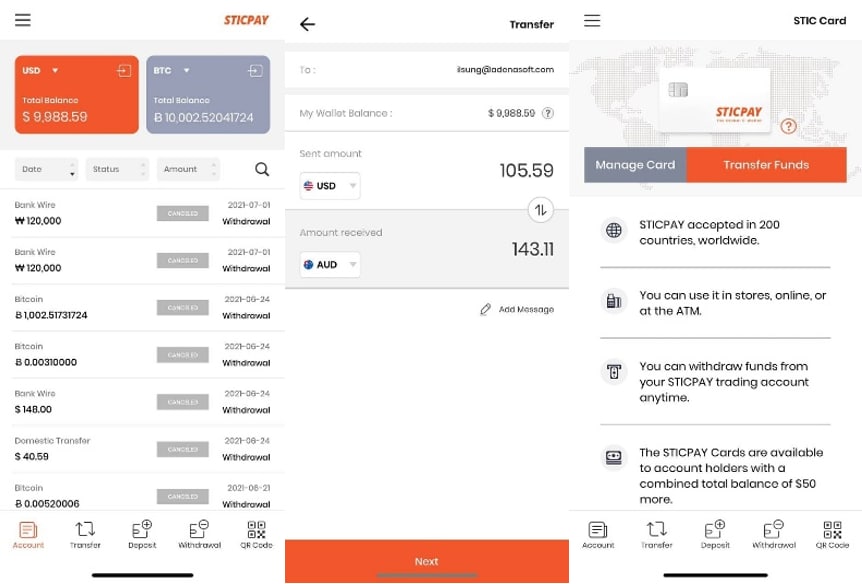 STICPAY
USD
BTC
Total Balance
$ 9,988.59
Total Balance
Ƀ 10,002.52041724
Date
Status
Amount
Bank Wire
₩ 120,000
CANCELED
2021-07-01
Withdrawal
Bank Wire
₩ 120,000
CANCELED
2021-07-01
Withdrawal
Bitcoin
Ƀ 1,002.51731724
CANCELED
2021-06-24
Withdrawal
Bitcoin
Ƀ 0.00310000
CANCELED
2021-06-24
Withdrawal
Bank Wire
$ 148.00
CANCELED
2021-06-24
Withdrawal
Domestic Transfer
$ 40.59
CANCELED
2021-06-24
Withdrawal
Bitcoin
Ƀ 0.00520006
CANCELED
2021-06-21
Withdrawal
Account
Transfer
Deposit
Withdrawal
QR Code
Transfer
To :
ilsung@adenasoft.com
My Wallet Balance :
$ 9,988.59 ?
Sent amount
USD
105.59
Amount received
AUD
143.11
Add Message
Next
STIC Card
STICPAY
?
Manage Card
Transfer Funds
STICPAY accepted in 200
countries, worldwide.
You can use it in stores, online, or
at the ATM.
You can withdraw funds from
your STICPAY trading account
anytime.
The STICPAY Cards are available
to account holders with a
combined total balance of $50
more.
Account
Transfer
Deposit
Withdrawal
QR Code